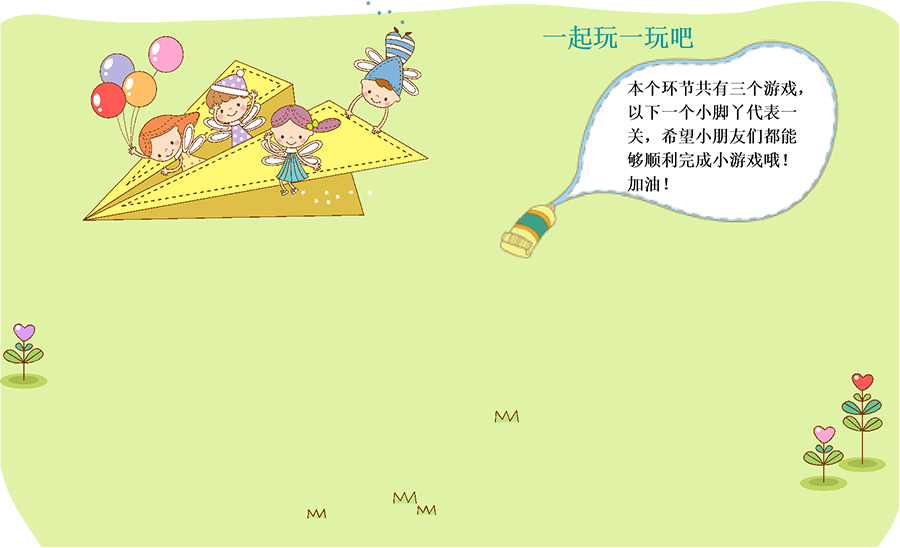 一起玩一玩吧
本个环节共有三个游戏，
以下一个小脚丫代表一
关，希望小朋友们都能
够顺利完成小游戏哦！
加油！